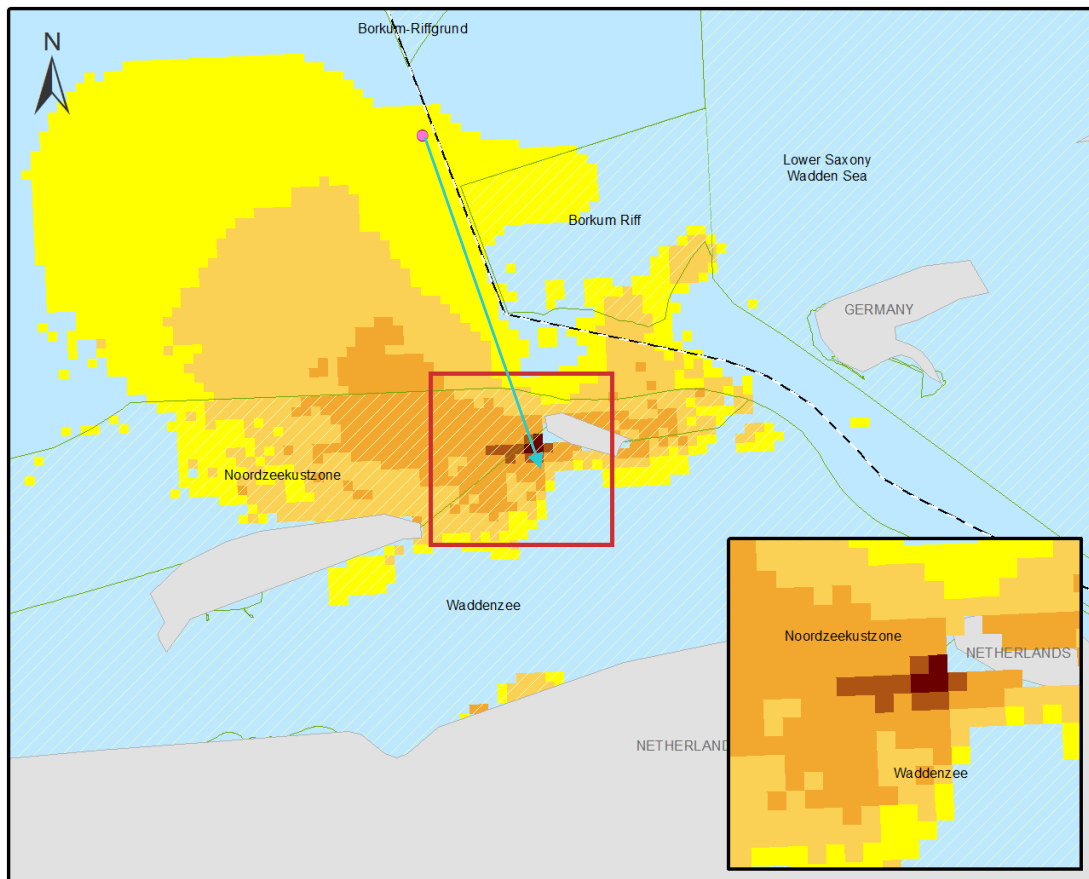 Borkum-Riffgrund
N
Lower Saxony
Wadden Sea
Borkum Riff
GERMANY
Noordzeekustzone
Waddenzee
NETHERLAND
Noordzeekustzone
NETHERLANDS
Waddenzee